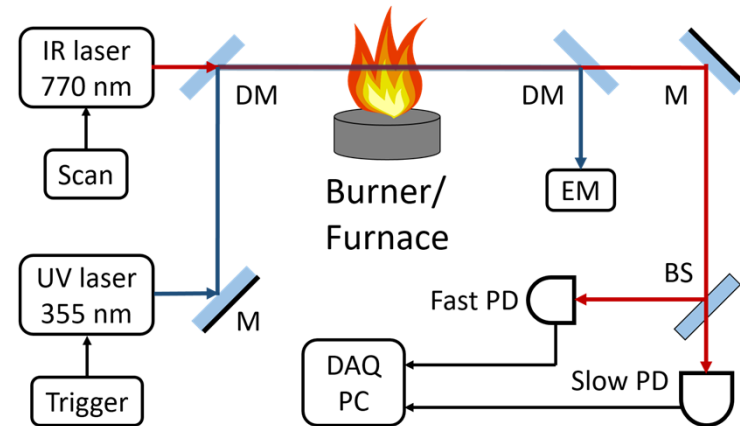 IR laser
770 nm
DM
DM
M
Scan
EM
Burner/
Furnace
UV laser
355 nm
M
BS
Fast PD
DAQ
PC
Slow PD
Trigger